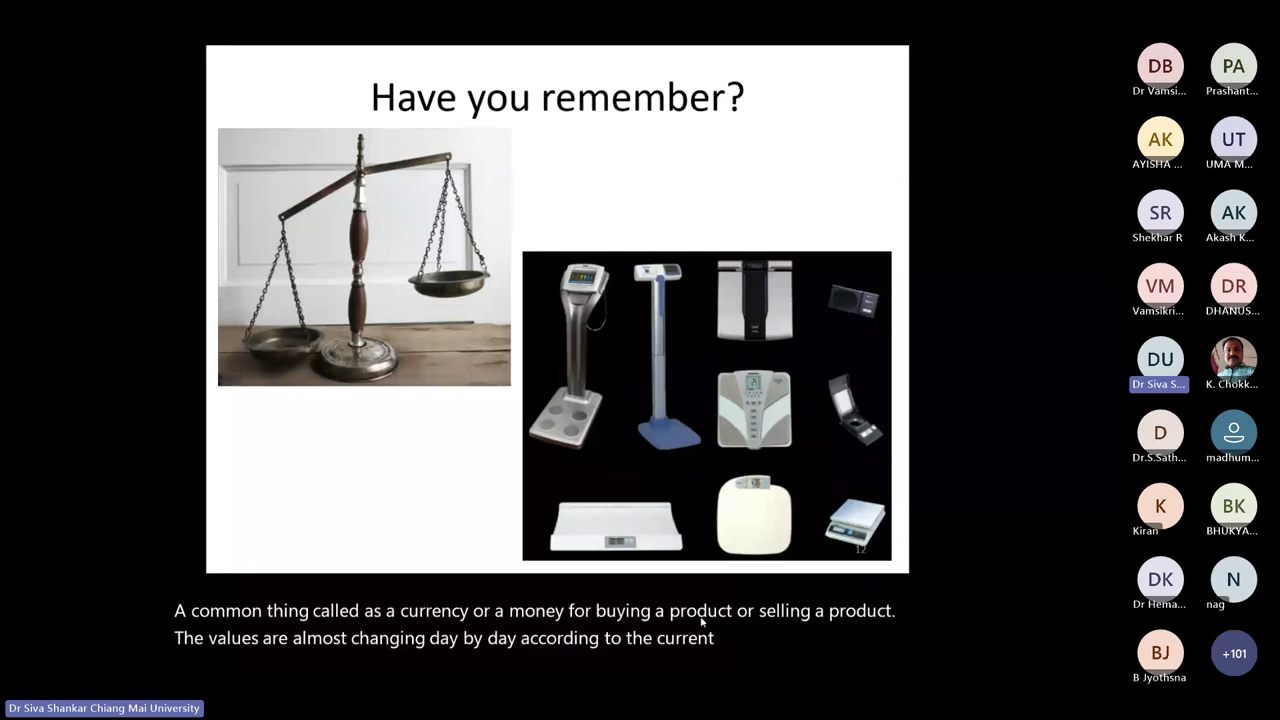 Have you remember?
12
A common thing called as a currency or a money for buying a product or selling a product.
The values are almost changing day by day according to the current
Dr Siva Shankar Chiang Mai University
DB
Dr Vamsi...
PA
Prashant...
AK
AYISHA ...
UT
UMA M...
SR
Shekhar R
AK
Akash K...
VM
Vamsikri...
DR
DHANUS...
DU
Dr Siva S...
K. Chokk...
D
Dr.S.Sath...
madhum...
K
Kiran
BK
BHUKYA...
DK
Dr Hema...
N
nag
BJ
B Jyothsna
+101